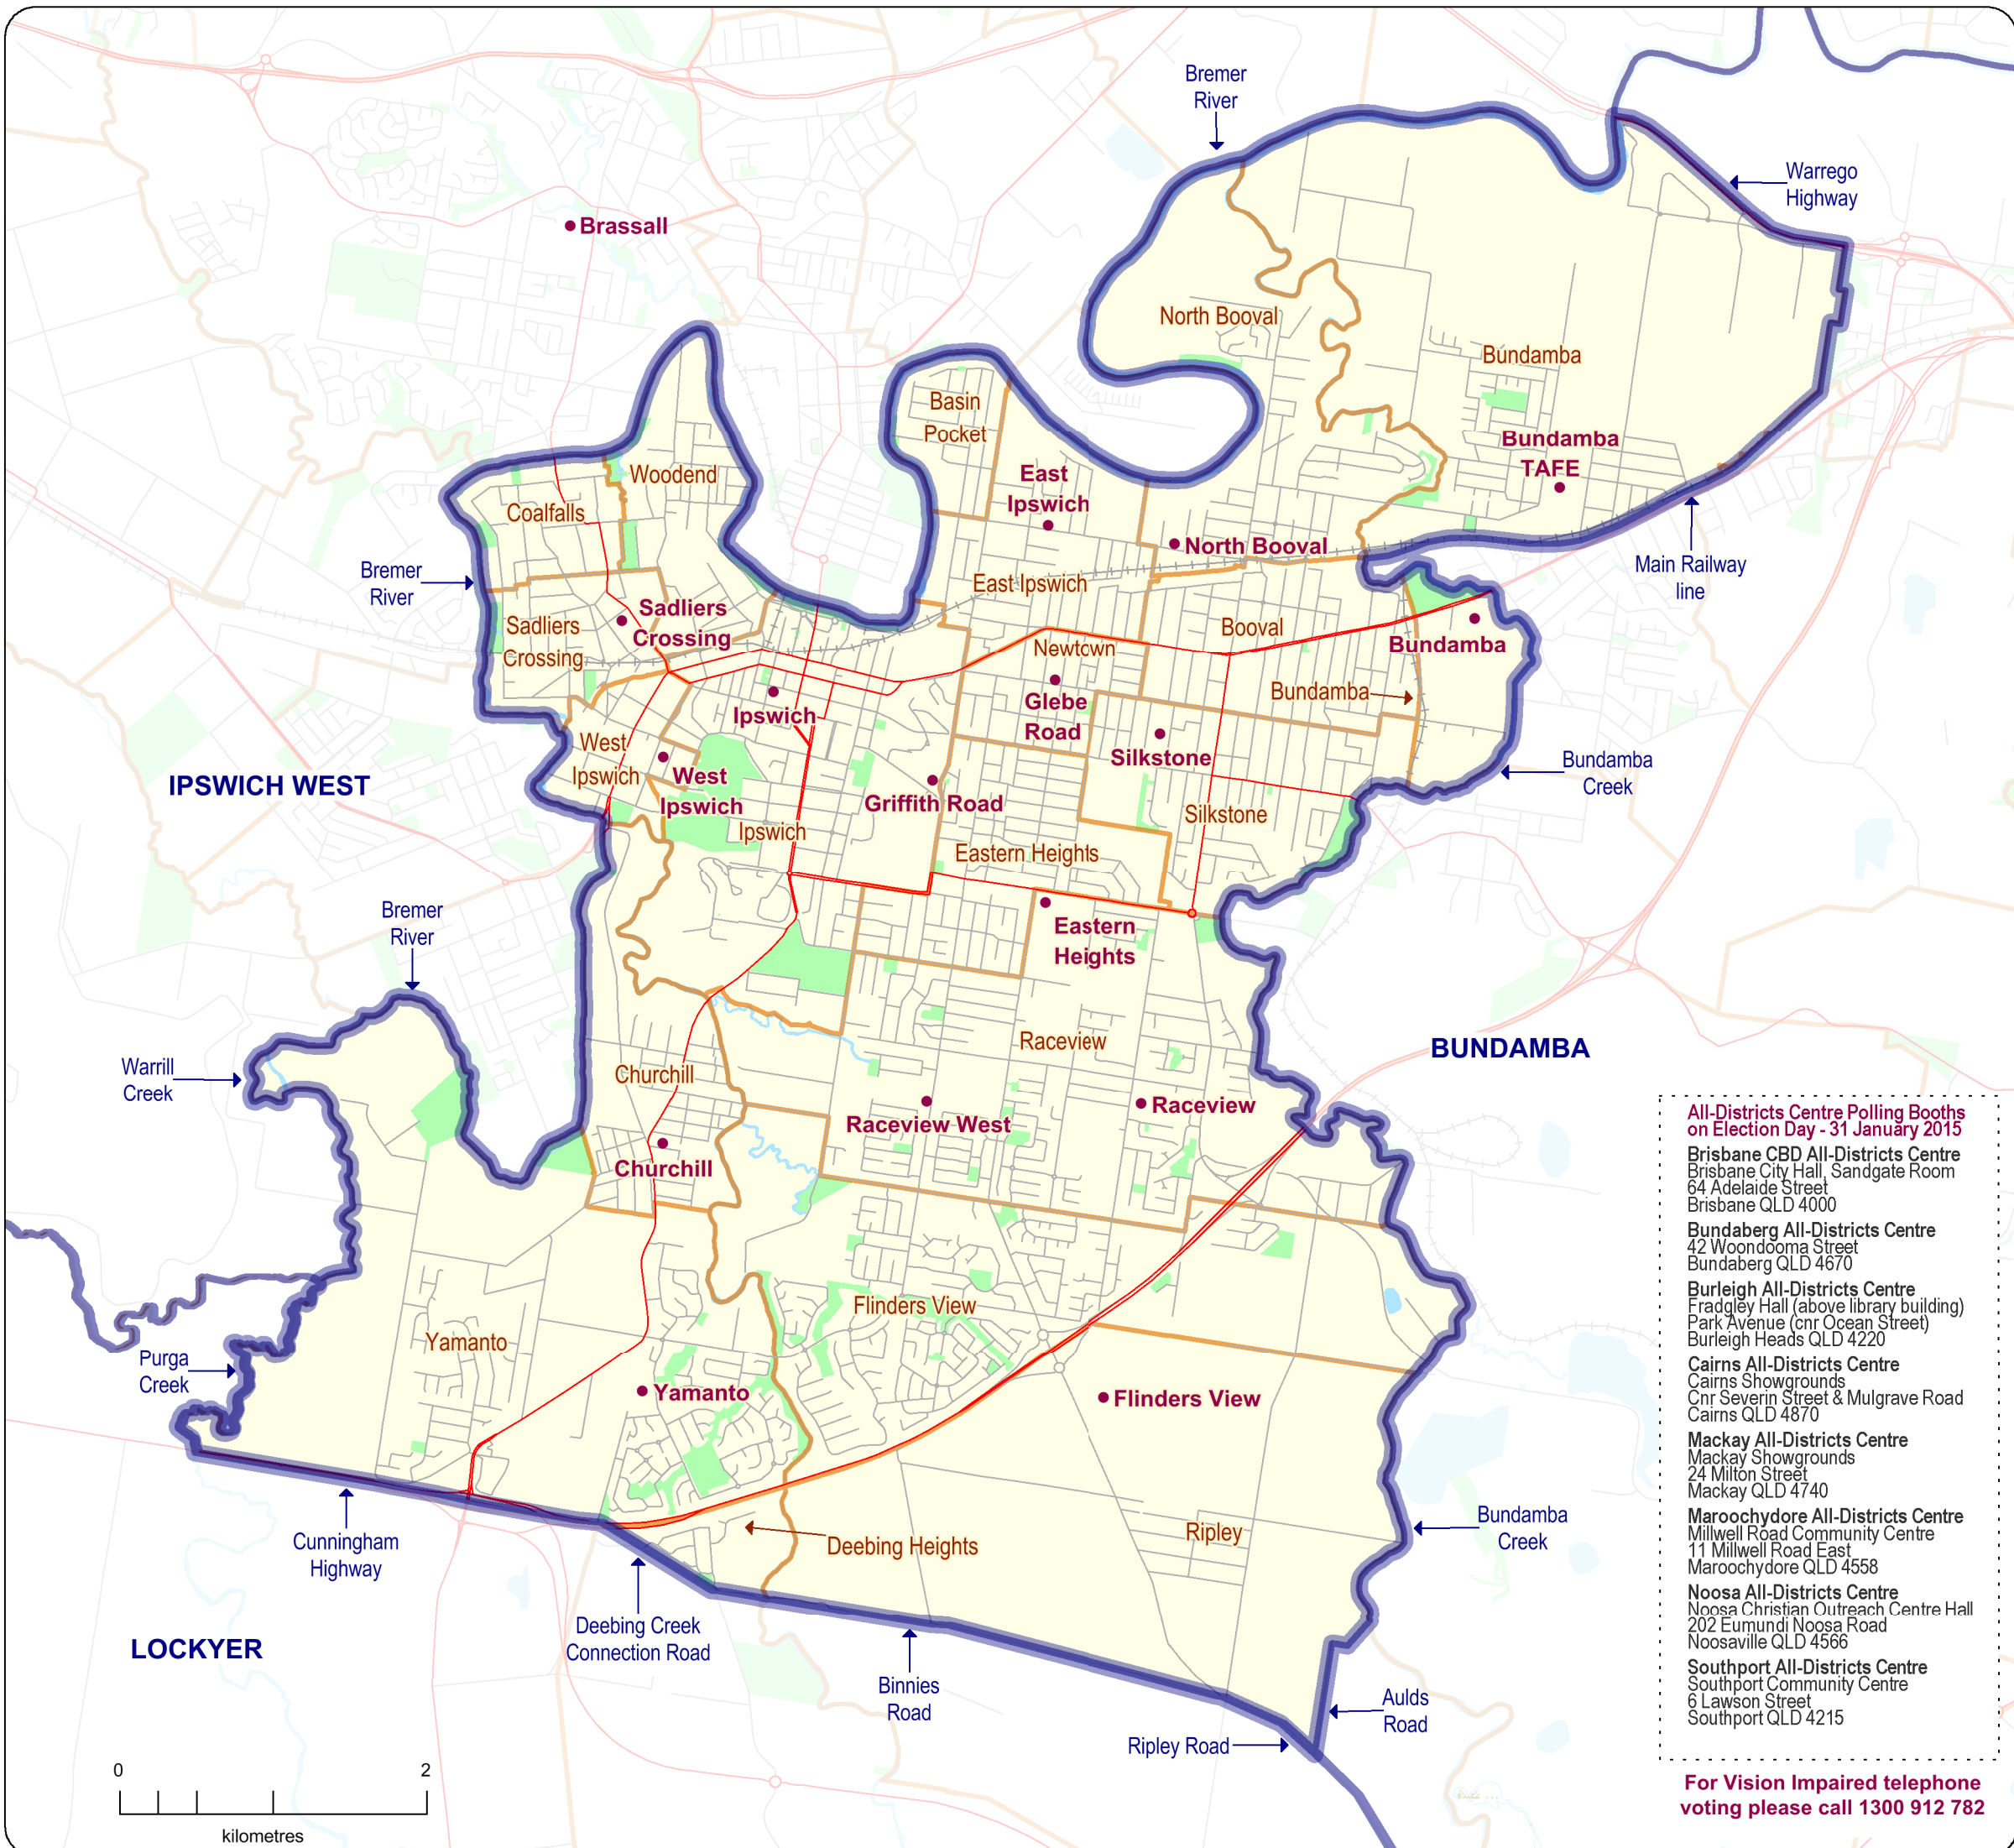 Bremer
River
Warrego
Highway
Brassall
North Booval
Bundamba
Basin
Pocket
Bundamba
TAFE
East
Ipswich
Woodend
Coalfalls
North Booval
Main Railway
line
Bremer
River
East Ipswich
Sadliers
Crossing
Sadliers
Crossing
Booval
Newtown
Bundamba
Bundamba
Glebe
Road
Ipswich
West
Ipswich
West
Ipswich
Silkstone
Bundamba
Creek
IPSWICH WEST
Griffith Road
Silkstone
Ipswich
Eastern Heights
Bremer
River
Eastern
Heights
Raceview
BUNDAMBA
Warrill
Creek
Churchill
Raceview
Raceview West
Churchill
Flinders View
Yamanto
Purga
Creek
Yamanto
Flinders View
Cunningham
Highway
Deebing Heights
Ripley
Bundamba
Creek
Deebing Creek
Connection Road
LOCKYER
Binnies
Road
Aulds
Road
Ripley Road
0 2
kilometres
All-Districts Centre Polling Booths
on Election Day - 31 January 2015
Brisbane CBD All-Districts Centre
Brisbane City Hall, Sandgate Room
64 Adelaide Street
Brisbane QLD 4000
Bundaberg All-Districts Centre
42 Woondooma Street
Bundaberg QLD 4670
Burleigh All-Districts Centre
Fradgley Hall (above library building)
Park Avenue (cnr Ocean Street)
Burleigh Heads QLD 4220
Cairns All-Districts Centre
Cairns Showgrounds
Cnr Severin Street & Mulgrave Road
Cairns QLD 4870
Mackay All-Districts Centre
Mackay Showgrounds
24 Milton Street
Mackay QLD 4740
Maroochydore All-Districts Centre
Millwell Road Community Centre
11 Millwell Road East
Maroochydore QLD 4558
Noosa All-Districts Centre
Noosa Christian Outreach Centre Hall
202 Eumundi Noosa Road
Noosaville QLD 4566
Southport All-Districts Centre
Southport Community Centre
6 Lawson Street
Southport QLD 4215
For Vision Impaired telephone
voting please call 1300 912 782